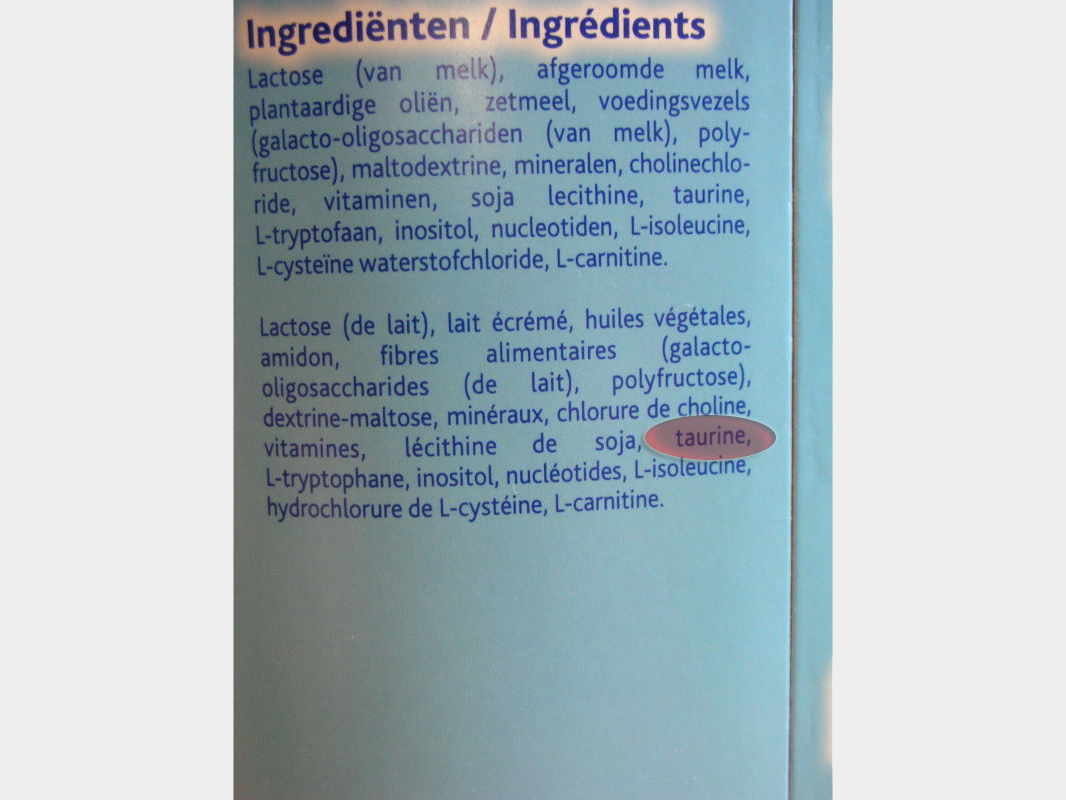 Ingrediënten / Ingrédients
Lactose (van melk), afgeroomde melk,
plantaardige oliën, zetmeel, voedingsvezels
(galacto-oligosacchariden (van melk), poly-
fructose), maltodextrine, mineralen, cholinechlo-
ride, vitaminen, soja lecithine, taurine,
L-tryptofaan, inositol, nucleotiden, L-isoleucine,
L-cysteïne waterstofchloride, L-carnitine.
Lactose (de lait), lait écrémé, huiles végétales,
amidon, fibres alimentaires (galacto-
oligosaccharides (de lait), polyfructose),
dextrine-maltose, minéraux, chlorure de choline,
vitamines, lécithine de soja, taurine,
L-tryptophane, inositol, nucléotides, L-isoleucine,
hydrochlorure de L-cystéine, L-carnitine.